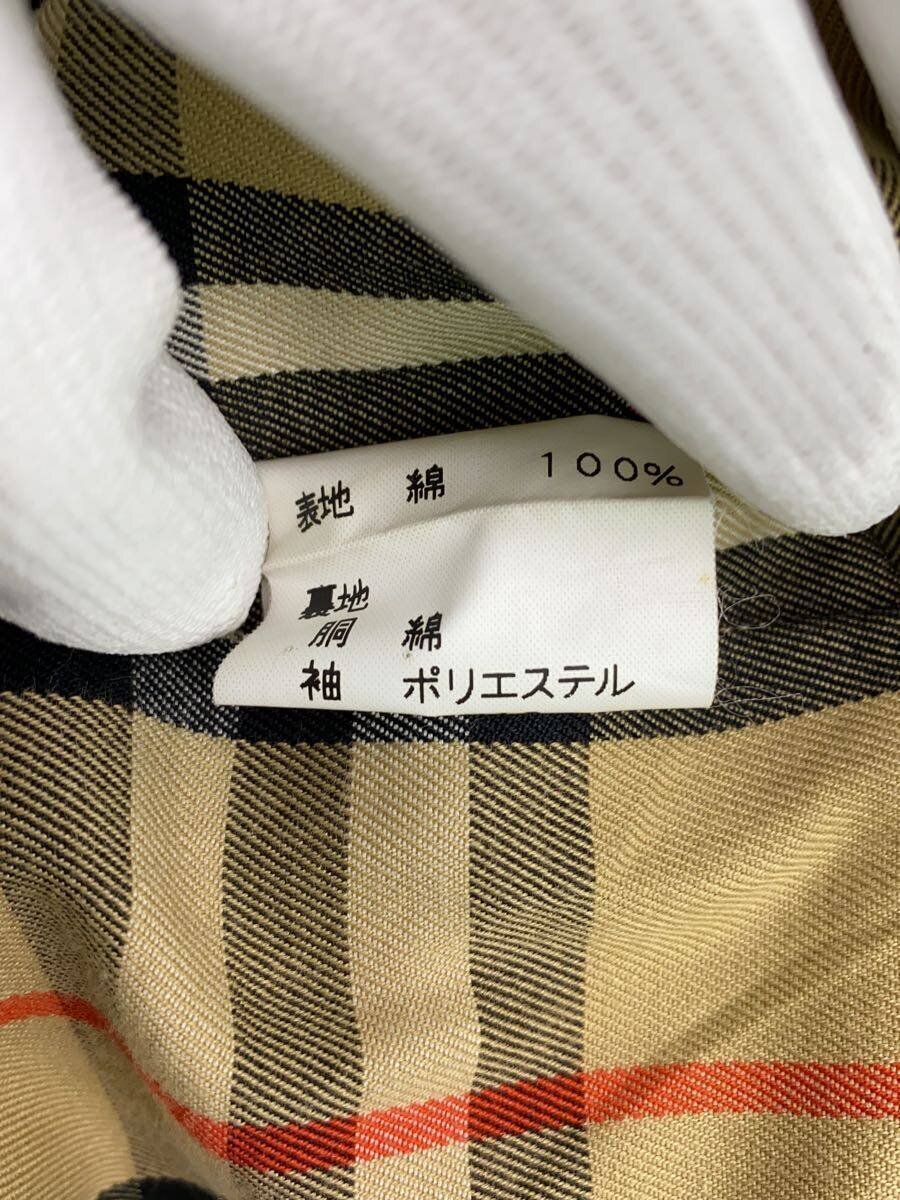 表地 綿 100%
裏地
胴 綿
袖 ポリエステル